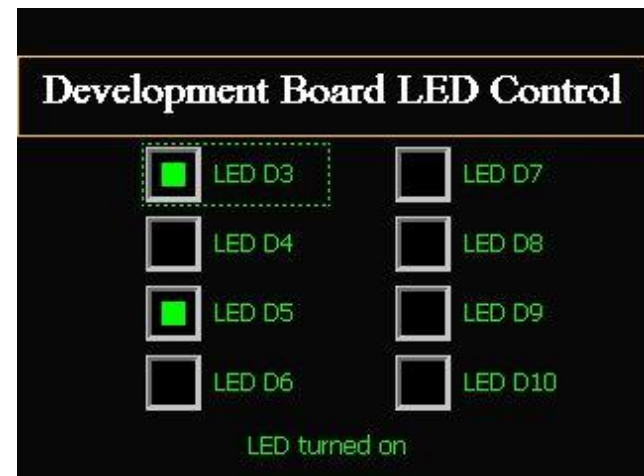 Development Board LED Control
LED D3
LED D4
LED D5
LED D6
LED D7
LED D8
LED D9
LED D10
LED turned on